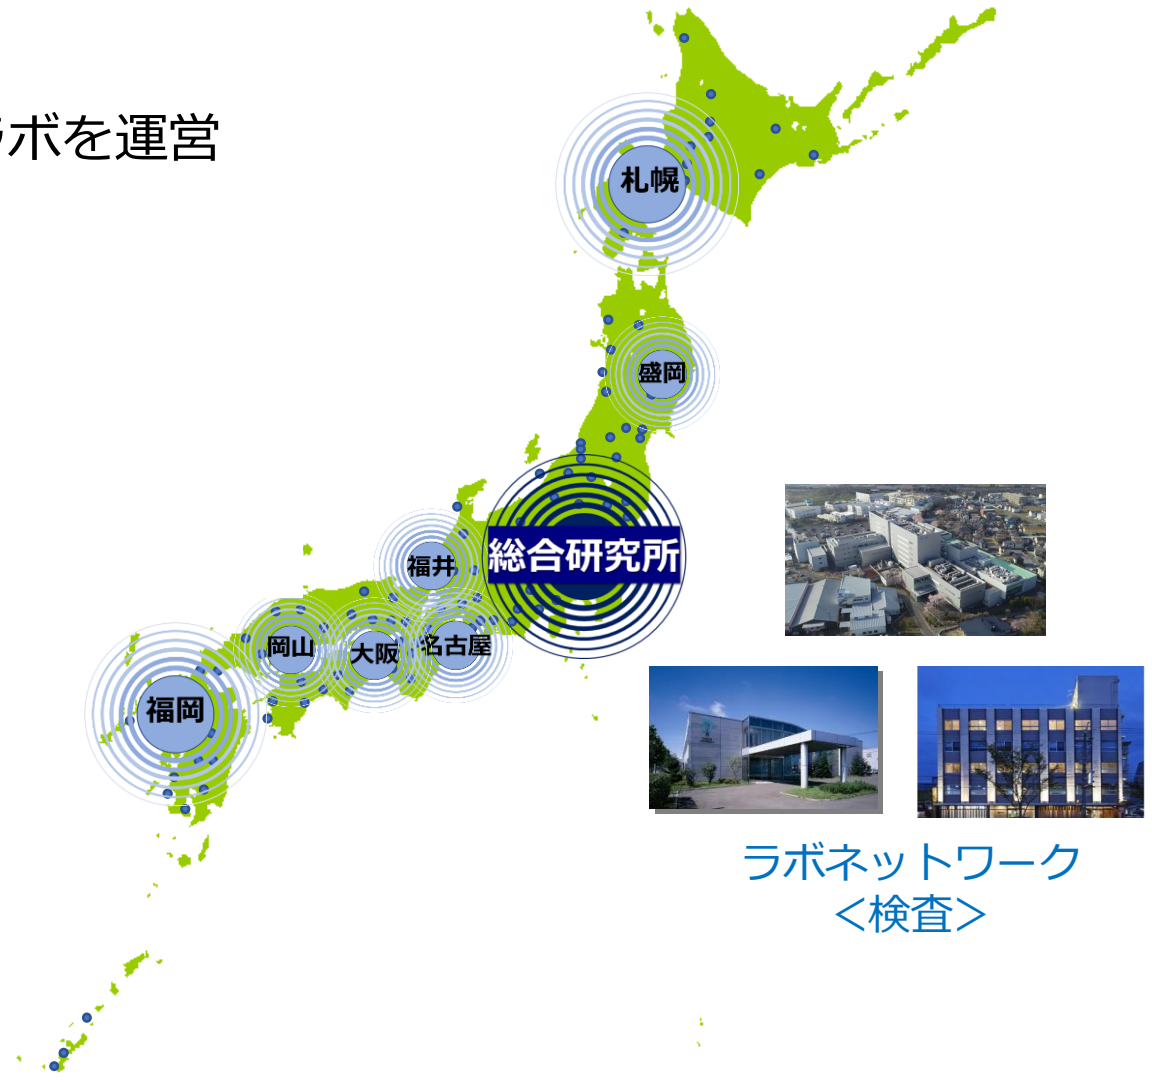 ラボを運営
札幌
盛岡
総合研究所
福井
岡山
大阪
名古屋
福岡
ラボネットワーク
＜検査＞